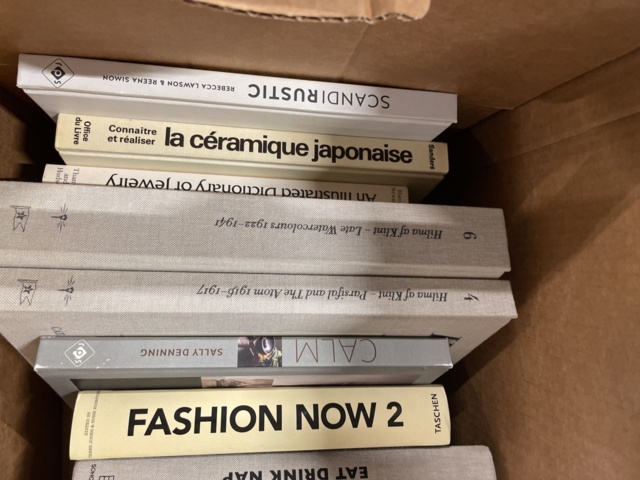 SCANDIRUSTIC REBECCA LAWSON & REENA SIMON
Office
du Livre
Connaître
et réaliser
la céramique japonaise
Sanders
An Illustrated Dictionary of Jewelry
6
Hilma af Klint – Late Watercolours 1922–1941
4
Hilma af Klint – Parsifal and The Atom 1916–1917
CALM SALLY DENNING
FASHION NOW 2
TASCHEN
EAT DRINK NAP